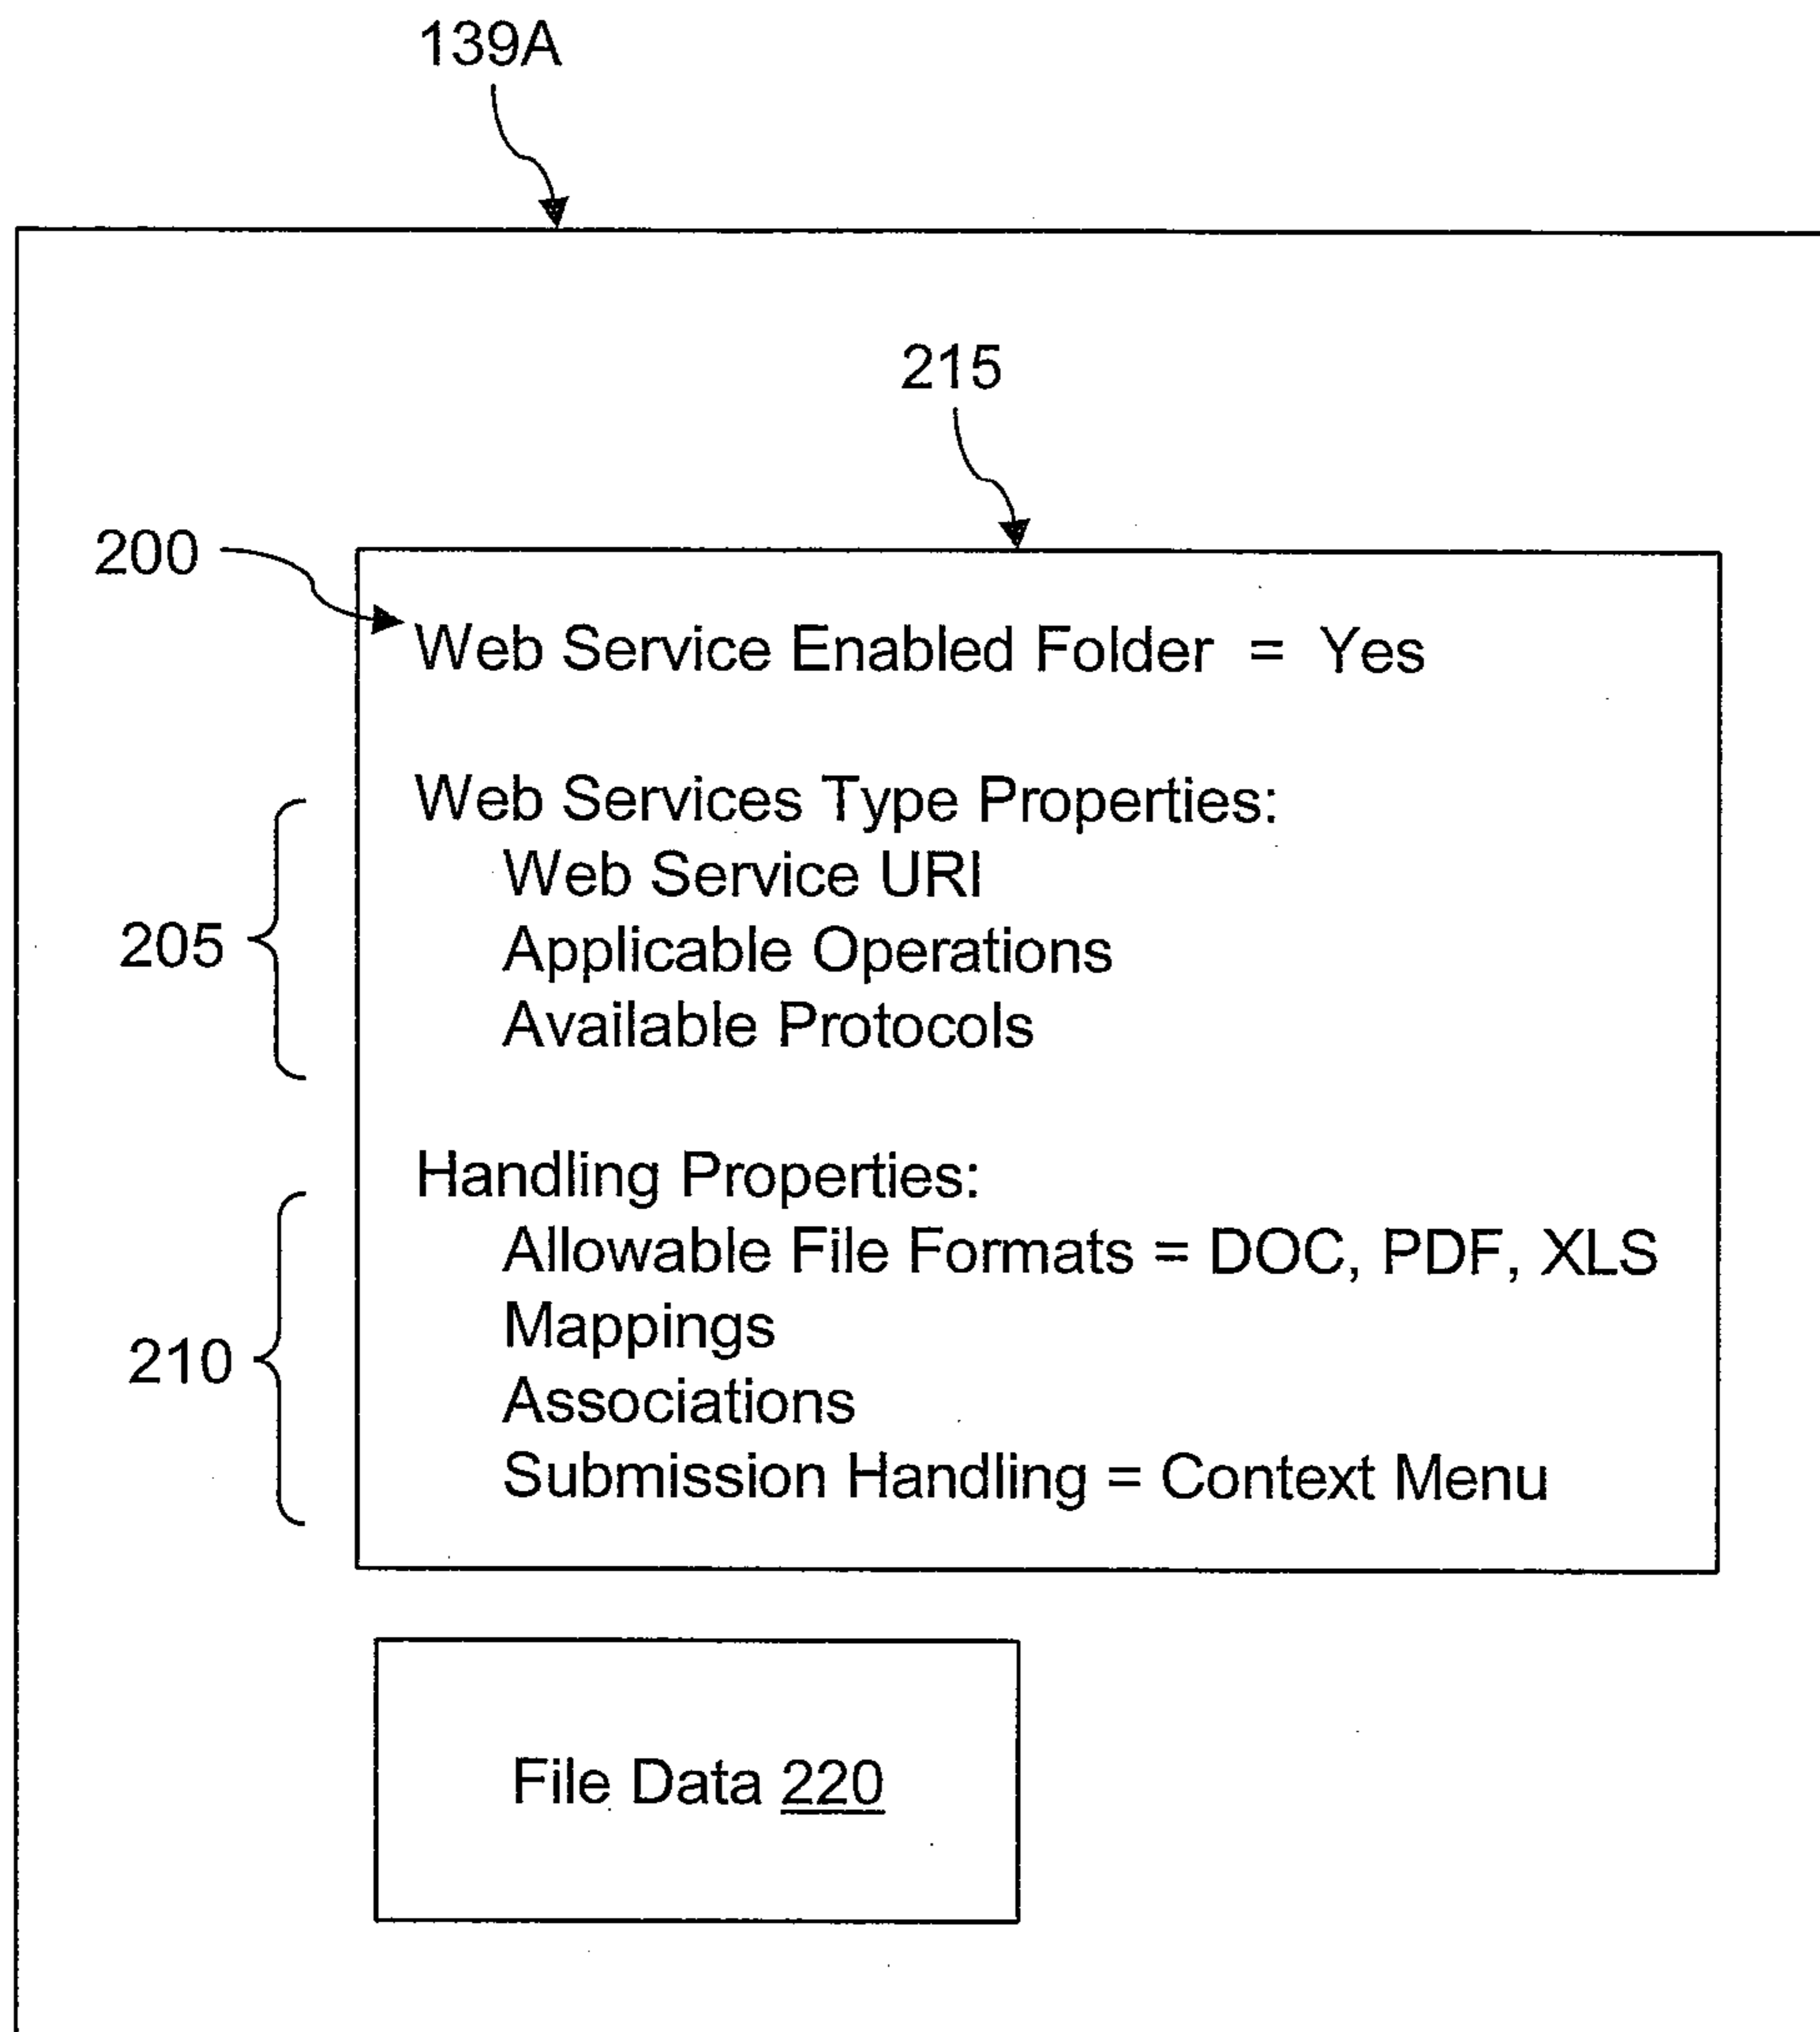 139A
215
200
Web Service Enabled Folder = Yes
Web Services Type Properties:
Web Service URI
205
Applicable Operations
Available Protocols
Handling Properties:
Allowable File Formats = DOC, PDF, XLS
Mappings
210
Associations
Submission Handling = Context Menu
File Data 220